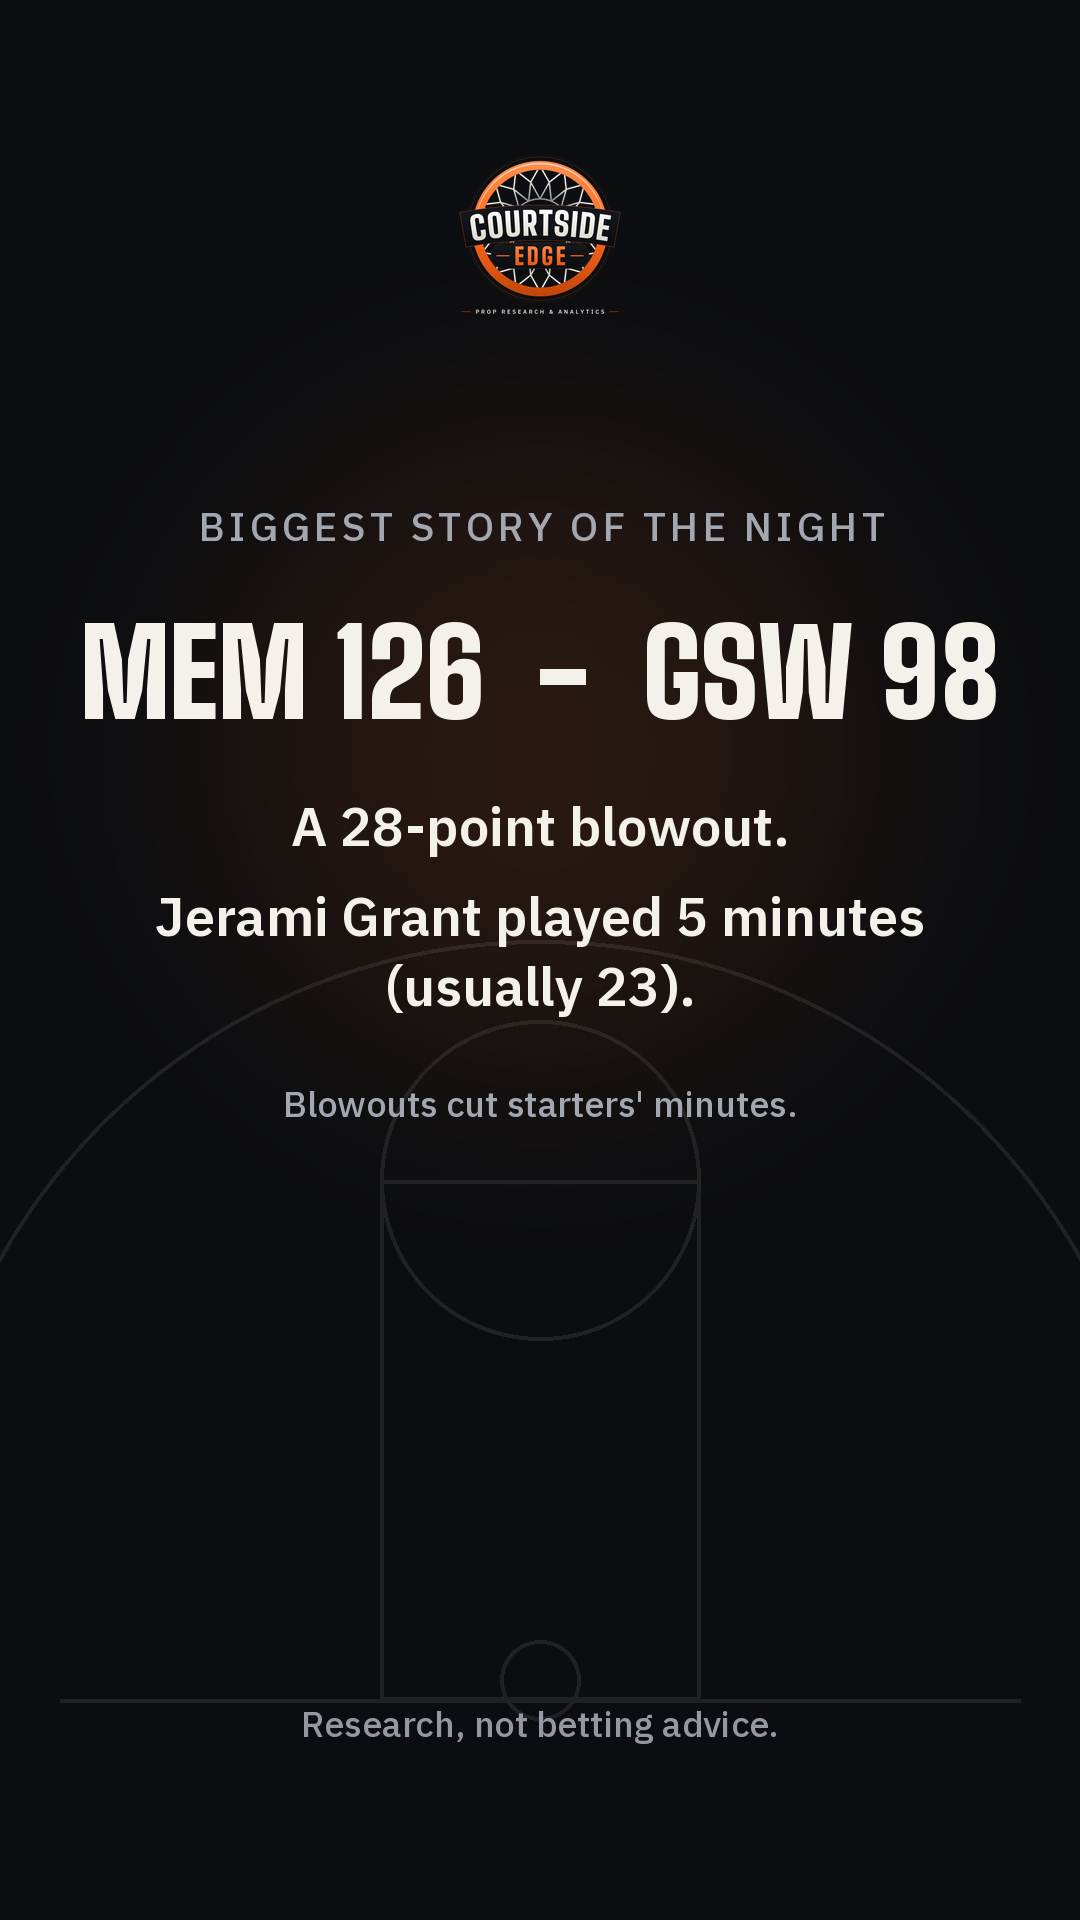 COURTSIDE
EDGE
PROP RESEARCH & ANALYTICS
BIGGEST STORY OF THE NIGHT
MEM 126 - GSW 98
A 28-point blowout.
Jerami Grant played 5 minutes
(usually 23).
Blowouts cut starters' minutes.
Research, not betting advice.